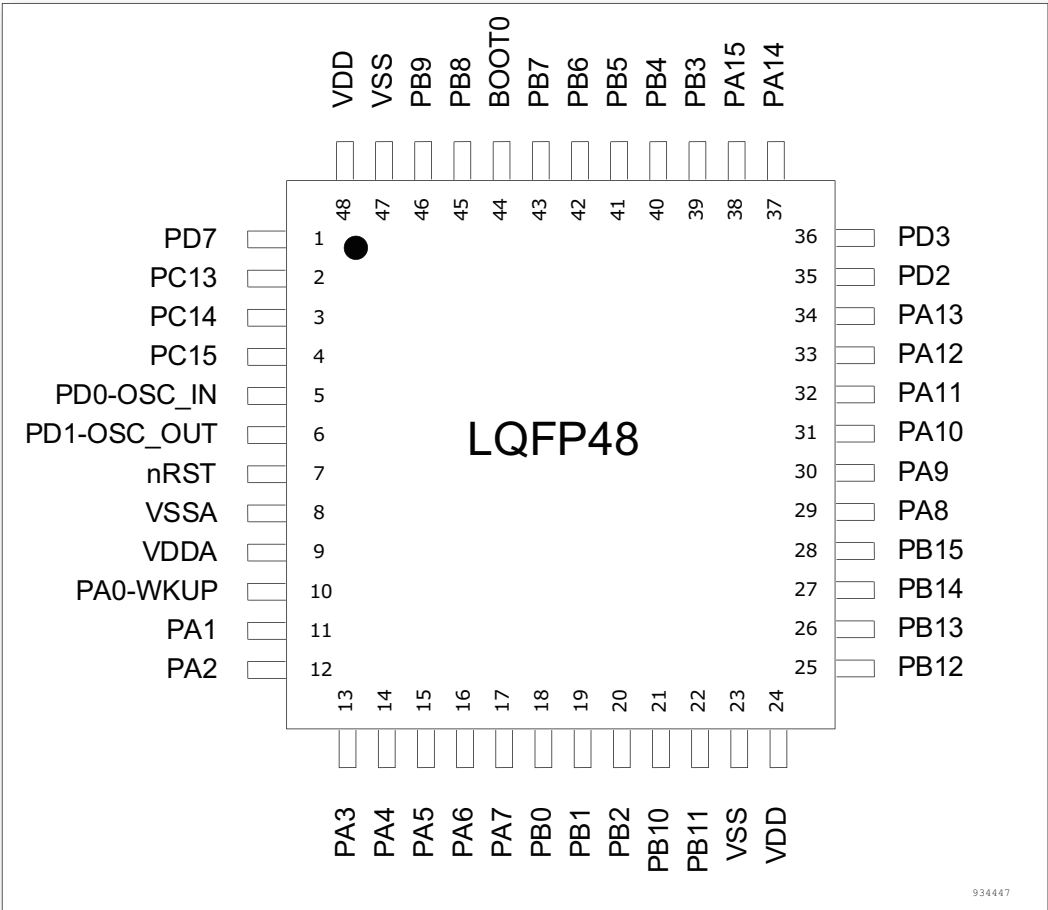 VDD
VSS
PB9
PB8
BOOT0
PB7
PB6
PB5
PB4
PB3
PA15
PA14
48
47
46
45
44
43
42
41
40
39
38
37
PD7 1
PC13 2
PC14 3
PC15 4
PD0-OSC_IN 5
PD1-OSC_OUT 6
nRST 7
VSSA 8
VDDA 9
PA0-WKUP 10
PA1 11
PA2 12
LQFP48
36 PD3
35 PD2
34 PA13
33 PA12
32 PA11
31 PA10
30 PA9
29 PA8
28 PB15
27 PB14
26 PB13
25 PB12
13
14
15
16
17
18
19
20
21
22
23
24
PA3
PA4
PA5
PA6
PA7
PB0
PB1
PB2
PB10
PB11
VSS
VDD
934447